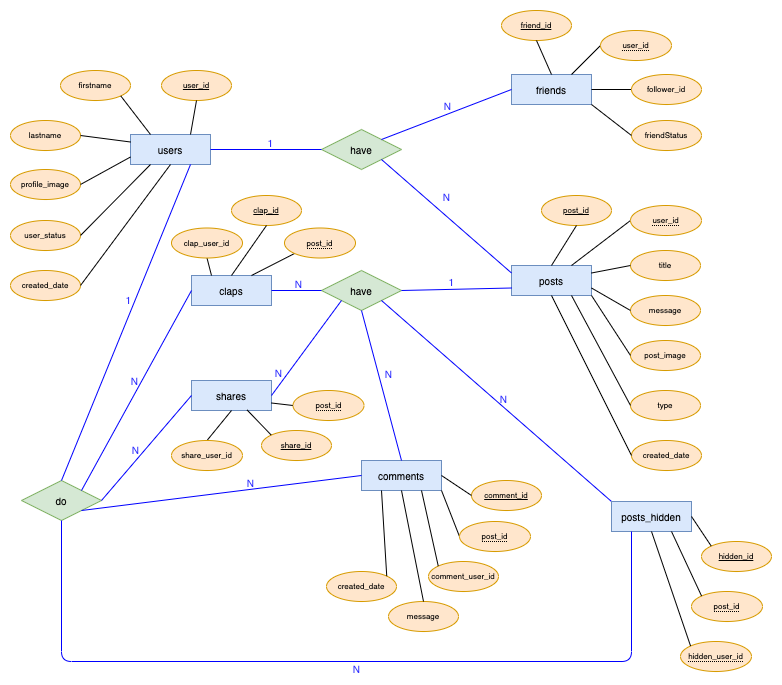 friend_id
user_id
firstname
user_id
friends
follower_id
N
lastname
users
1
have
friendStatus
profile_image
N
clap_id
post_id
user_id
user_status
clap_user_id
post_id
title
created_date
claps
N
have
1
posts
1
message
post_image
N
N
N
shares
post_id
N
type
share_user_id
share_id
N
created_date
N
comments
comment_id
do
posts_hidden
post_id
hidden_id
created_date
comment_user_id
message
post_id
hidden_user_id
N